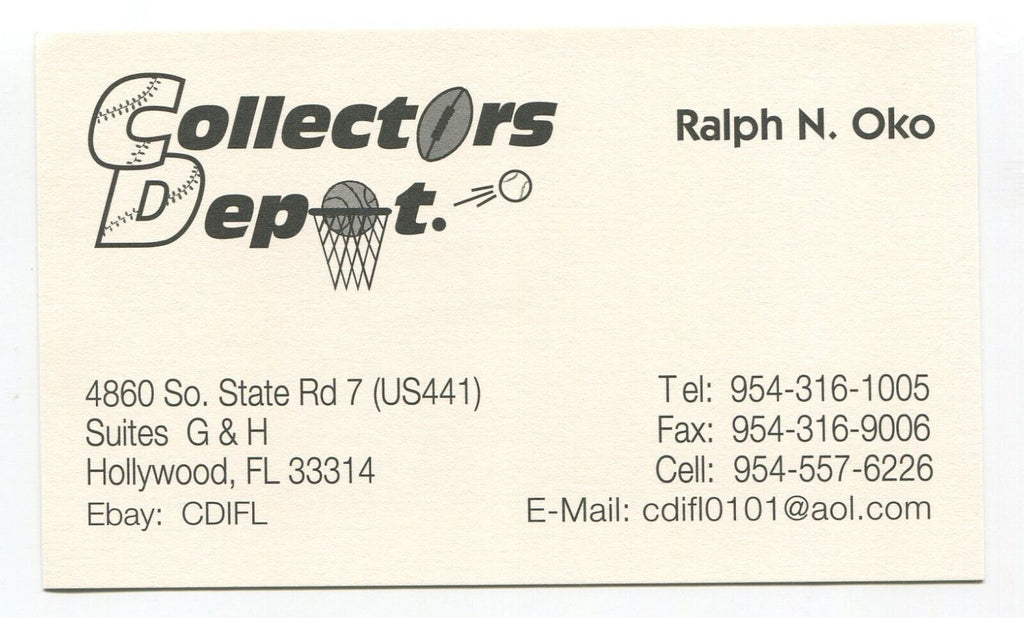 Collectors
Depot.
Ralph N. Oko
4860 So. State Rd 7 (US441)
Suites G & H
Hollywood, FL 33314
Ebay: CDIFL
Tel: 954-316-1005
Fax: 954-316-9006
Cell: 954-557-6226
E-Mail: cdifl0101@aol.com